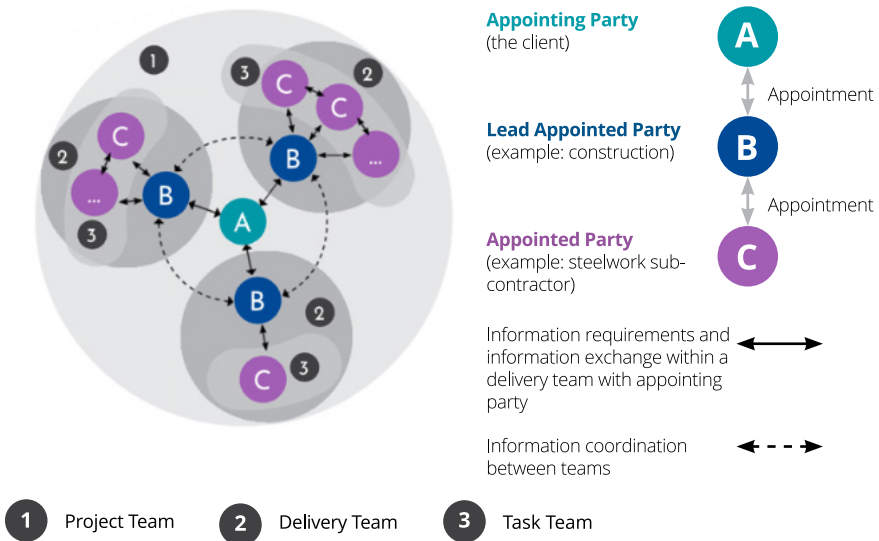 1
3
C
2
C
2
C
B
...
...
B
3
A
B
2
C
3
Appointing Party
(the client)
A
Appointment
Lead Appointed Party
(example: construction)
B
Appointment
Appointed Party
(example: steelwork sub-
contractor)
C
Information requirements and
information exchange within a
delivery team with appointing
party
Information coordination
between teams
1 Project Team
2 Delivery Team
3 Task Team